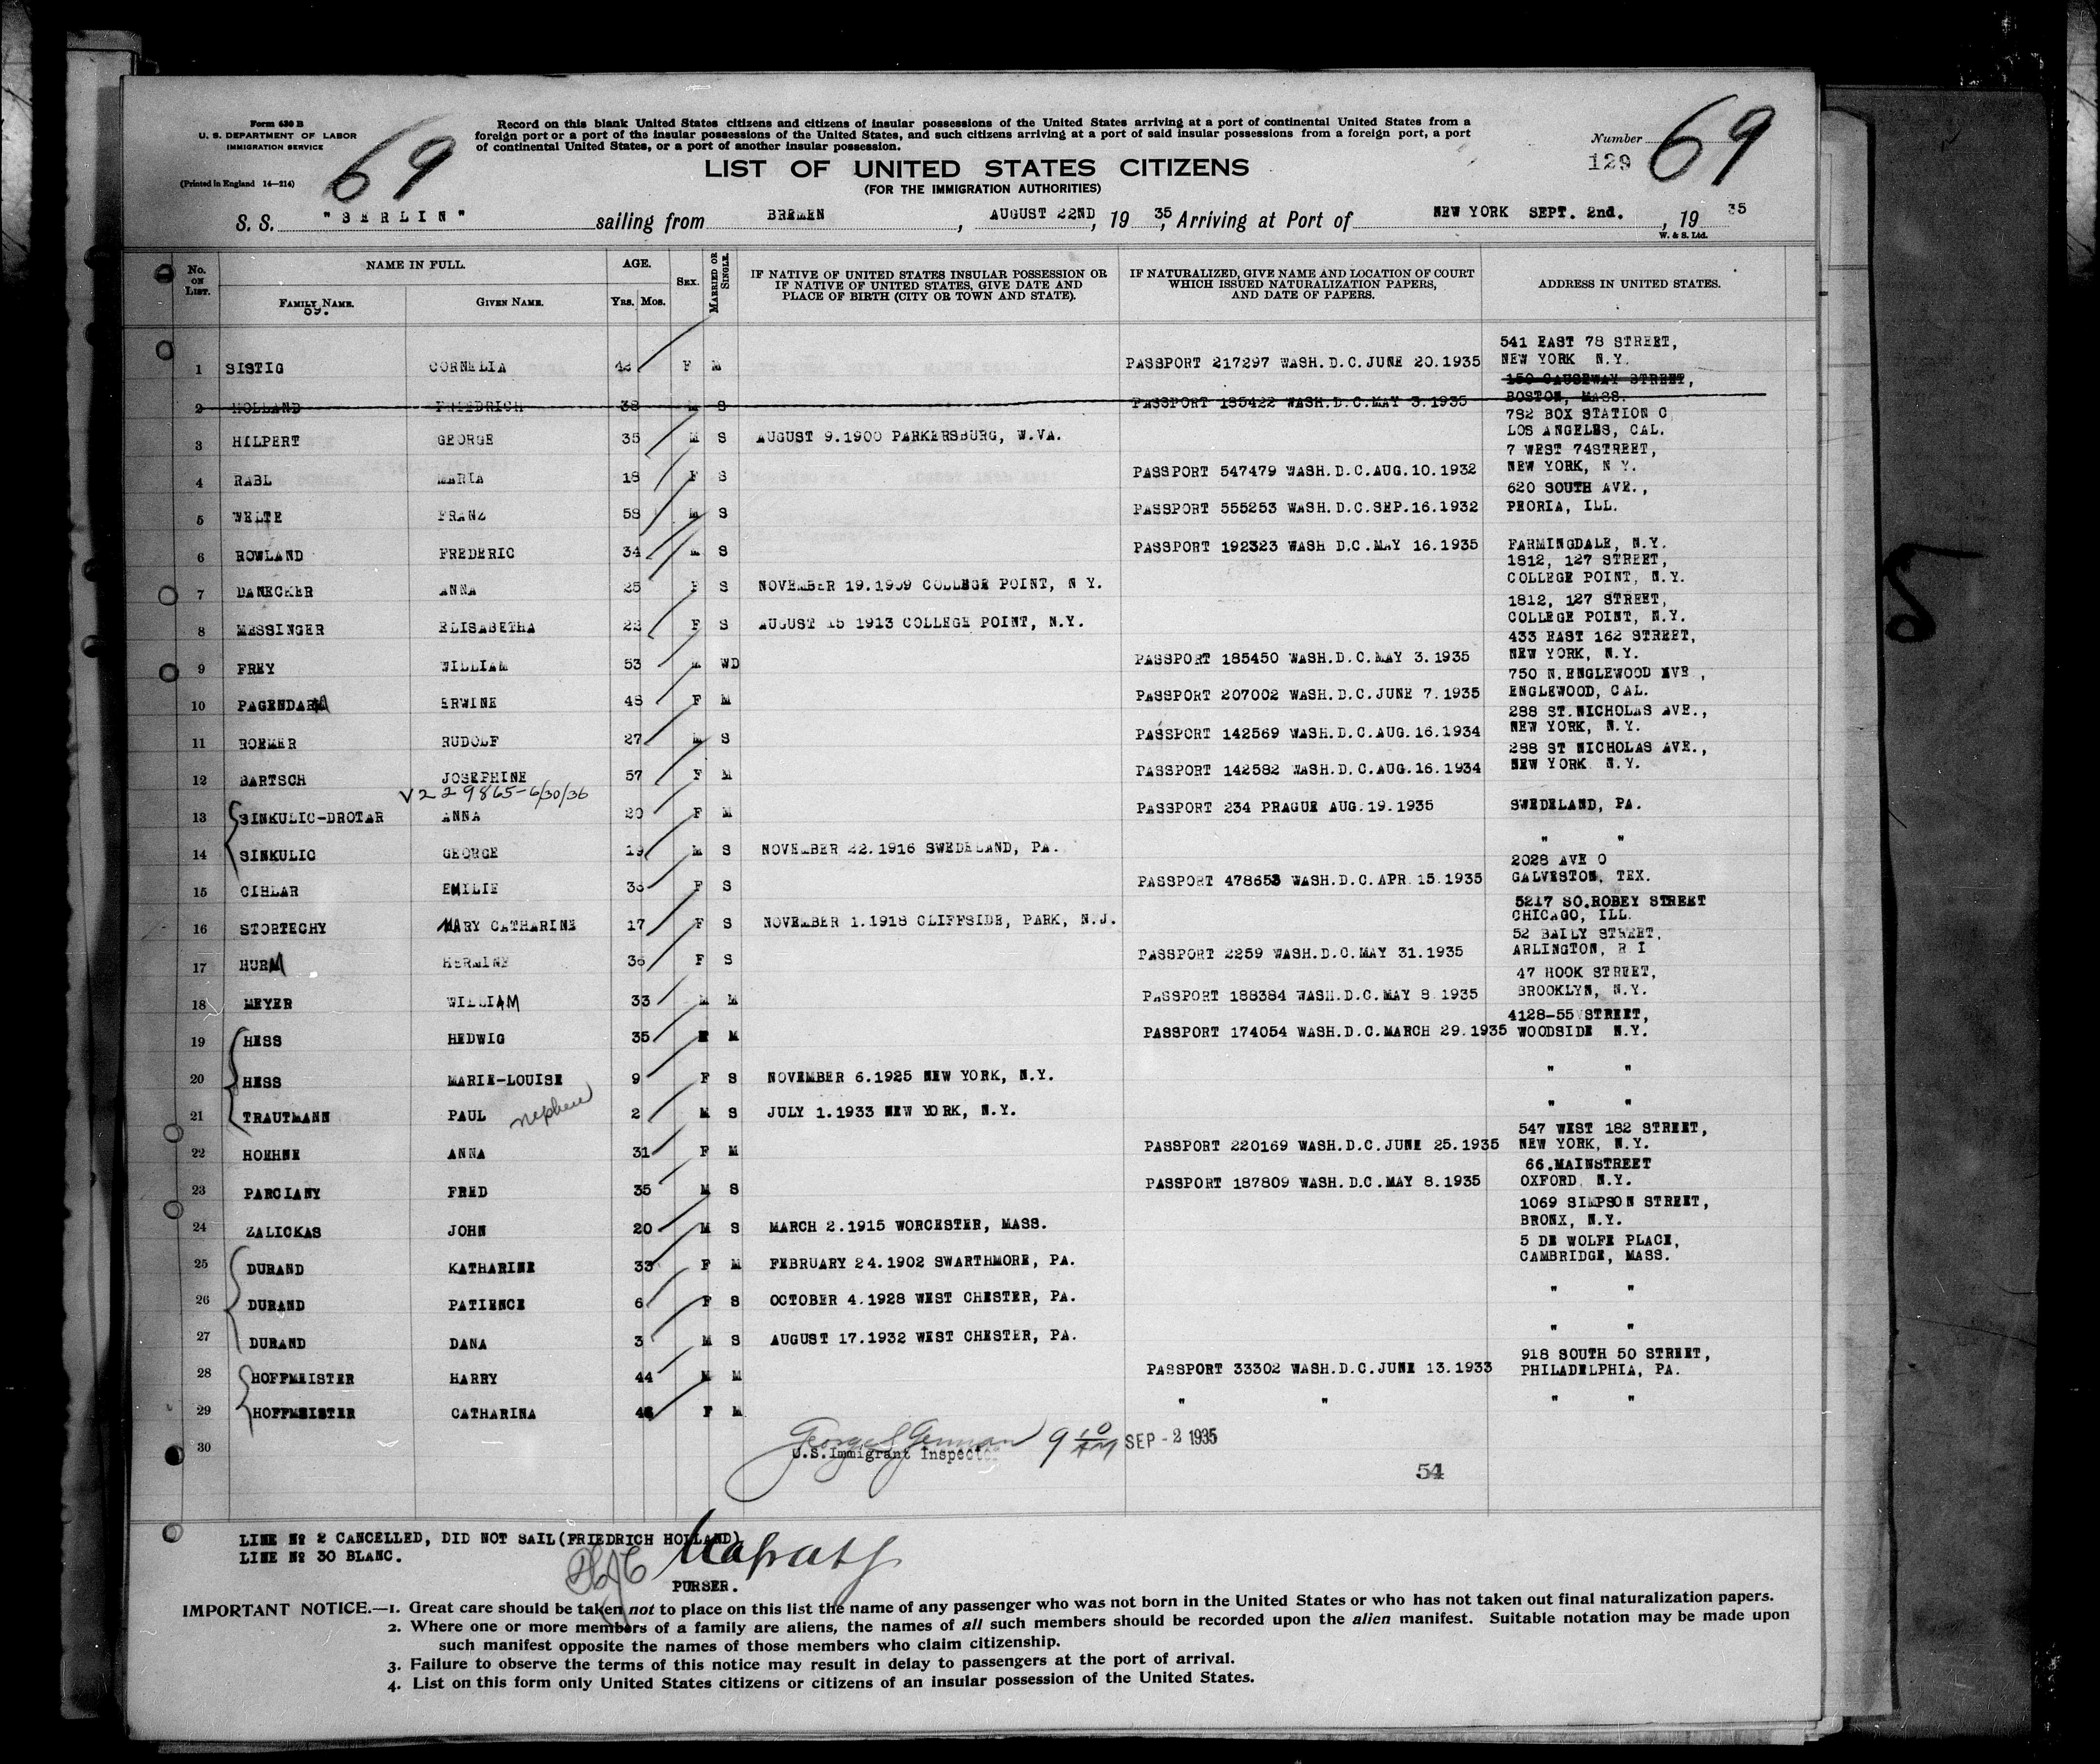 Form 630 B
U. S. DEPARTMENT OF LABOR
IMMIGRATION SERVICE
(Printed in England 14—214)
69
Record on this blank United States citizens and citizens of insular possessions of the United States arriving at a port of continental United States from a
foreign port or a port of the insular possessions of the United States, and such citizens arriving at a port of said insular possessions from a foreign port, a port
of continental United States, or a port of another insular possession.
Number
129
69
LIST OF UNITED STATES CITIZENS
(FOR THE IMMIGRATION AUTHORITIES)
S. S. "BERLIN" sailing from BREMEN, AUGUST 22ND, 1935, Arriving at Port of NEW YORK SEPT. 2nd., 1935
W. & S. Ltd.
No. ON LIST. NAME IN FULL. AGE. SEX. MARRIED OR SINGLE. IF NATIVE OF UNITED STATES INSULAR POSSESSION OR IF NATIVE OF UNITED STATES, GIVE DATE AND PLACE OF BIRTH (CITY OR TOWN AND STATE). IF NATURALIZED, GIVE NAME AND LOCATION OF COURT WHICH ISSUED NATURALIZATION PAPERS, AND DATE OF PAPERS. ADDRESS IN UNITED STATES.
FAMILY NAME. GIVEN NAME. Yrs. Mos.
69.
1 SISTIG CORNELIA F M PASSPORT 217297 WASH.D.C.JUNE 20.1935 541 EAST 78 STREET, NEW YORK N.Y.
2 HOLLAND FRIEDRICH 38 M S PASSPORT 185422 WASH.D.C.MAY 3.1935 150 CAUSEWAY STREET, BOSTON, MASS.
3 HILPERT GEORGE 35 M S AUGUST 9.1900 PARKERSBURG, W.VA. 782 BOX STATION C LOS ANGELES, CAL.
4 RABL MARIA 18 F S PASSPORT 547479 WASH.D.C.AUG.10.1932 7 WEST 74STREET, NEW YORK, N Y.
5 WELTE FRANZ 58 M S PASSPORT 555253 WASH.D.C.SEP.16.1932 620 SOUTH AVE., PEORIA, ILL.
6 ROWLAND FREDERIC 34 M S PASSPORT 192323 WASH D.C.MAY 16.1935 FARMINGDALE, N.Y.
7 DANECKER ANNA 25 F S NOVEMBER 19.1909 COLLEGE POINT, N Y. 1812, 127 STREET, COLLEGE POINT, N.Y.
8 MESSINGER ELISABETHA 22 F S AUGUST 15 1913 COLLEGE POINT, N.Y. 1812, 127 STREET, COLLEGE POINT, N.Y.
9 FREY WILLIAM 53 M WD PASSPORT 185450 WASH.D.C.MAY 3.1935 433 EAST 162 STREET, NEW YORK, N.Y.
10 PAGENDARM ERWINE 48 F M PASSPORT 207002 WASH.D.C.JUNE 7.1935 750 N.ENGLEWOOD AVE., ENGLEWOOD, CAL.
11 ROEMER RUDOLF 27 M S PASSPORT 142569 WASH.D.C.AUG.16.1934 288 ST.NICHOLAS AVE., NEW YORK, N.Y.
12 BARTSCH JOSEPHINE 57 F M PASSPORT 142582 WASH.D.C.AUG.16.1934 288 ST NICHOLAS AVE., NEW YORK N.Y.
V229865-6/30/36
13 SINKULIC-DROTAR ANNA 20 F M PASSPORT 234 PRAGUE AUG.19.1935 SWEDELAND, PA.
14 SINKULIC GEORGE 19 M S NOVEMBER 22.1916 SWEDELAND, PA. " "
15 CIHLAR EMILIE F S PASSPORT 478653 WASH.D.C.APR.15.1935 2028 AVE O GALVESTON, TEX.
16 STORTECHY MARY CATHARINE 17 F S NOVEMBER 1.1918 CLIFFSIDE, PARK, N.J. 5217 SO.ROBEY STREET CHICAGO, ILL.
17 HURM HERMINE 36 F S PASSPORT 2259 WASH.D.C.MAY 31.1935 52 BAILY STREET, ARLINGTON, R I
18 MEYER WILLIAM 33 M M PASSPORT 188384 WASH.D.C.MAY 8 1935 47 HOOK STREET, BROOKLYN, N.Y.
19 HESS HEDWIG 35 F M PASSPORT 174054 WASH.D.C.MARCH 29.1935 4128-55 STREET, WOODSIDE N.Y.
20 HESS MARIE-LOUISE 9 F S NOVEMBER 6.1925 NEW YORK, N.Y. " "
21 TRAUTMANN PAUL nephew 2 M S JULY 1.1933 NEW YORK, N.Y. " "
22 HOEHNE ANNA 31 F M PASSPORT 220169 WASH.D.C.JUNE 25.1935 547 WEST 182 STREET, NEW YORK, N.Y.
23 PARCIANY FRED 35 M S PASSPORT 187809 WASH.D.C.MAY 8.1935 66.MAINSTREET OXFORD N.Y.
24 ZALICKAS JOHN 20 M S MARCH 2.1915 WORCESTER, MASS. 1069 SIMPSON STREET, BRONX, N.Y.
25 DURAND KATHARINE 33 F M FEBRUARY 24.1902 SWARTHMORE, PA. 5 DE WOLFE PLACE, CAMBRIDGE, MASS.
26 DURAND PATIENCE 6 F S OCTOBER 4.1928 WEST CHESTER, PA. " "
27 DURAND DANA 3 M S AUGUST 17.1932 WEST CHESTER, PA. " "
28 HOFFMEISTER HARRY 44 M M PASSPORT 33302 WASH.D.C.JUNE 13.1933 918 SOUTH 50 STREET, PHILADELPHIA, PA.
29 HOFFMEISTER CATHARINA F M " " " "
30
U.S.Immigrant Inspector 9 10 AM SEP -2 1935
54
LINE Nº 2 CANCELLED, DID NOT SAIL(FRIEDRICH HOLLAND)
LINE Nº 30 BLANC.
PURSER.
IMPORTANT NOTICE.—1. Great care should be taken not to place on this list the name of any passenger who was not born in the United States or who has not taken out final naturalization papers.
2. Where one or more members of a family are aliens, the names of all such members should be recorded upon the alien manifest. Suitable notation may be made upon
such manifest opposite the names of those members who claim citizenship.
3. Failure to observe the terms of this notice may result in delay to passengers at the port of arrival.
4. List on this form only United States citizens or citizens of an insular possession of the United States.